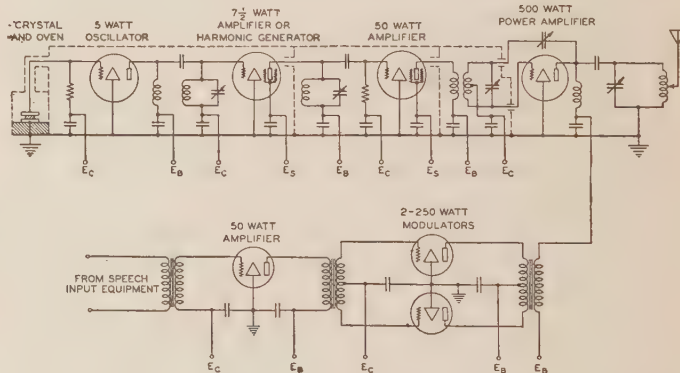 -CRYSTAL
AND OVEN
5 WATT
OSCILLATOR
7½ WATT
AMPLIFIER OR
HARMONIC GENERATOR
50 WATT
AMPLIFIER
500 WATT
POWER AMPLIFIER
EC
EB
EC
ES
EB
EC
ES
EB
EC
50 WATT
AMPLIFIER
2-250 WATT
MODULATORS
FROM SPEECH
INPUT EQUIPMENT
EC
EB
EC
EB
EB